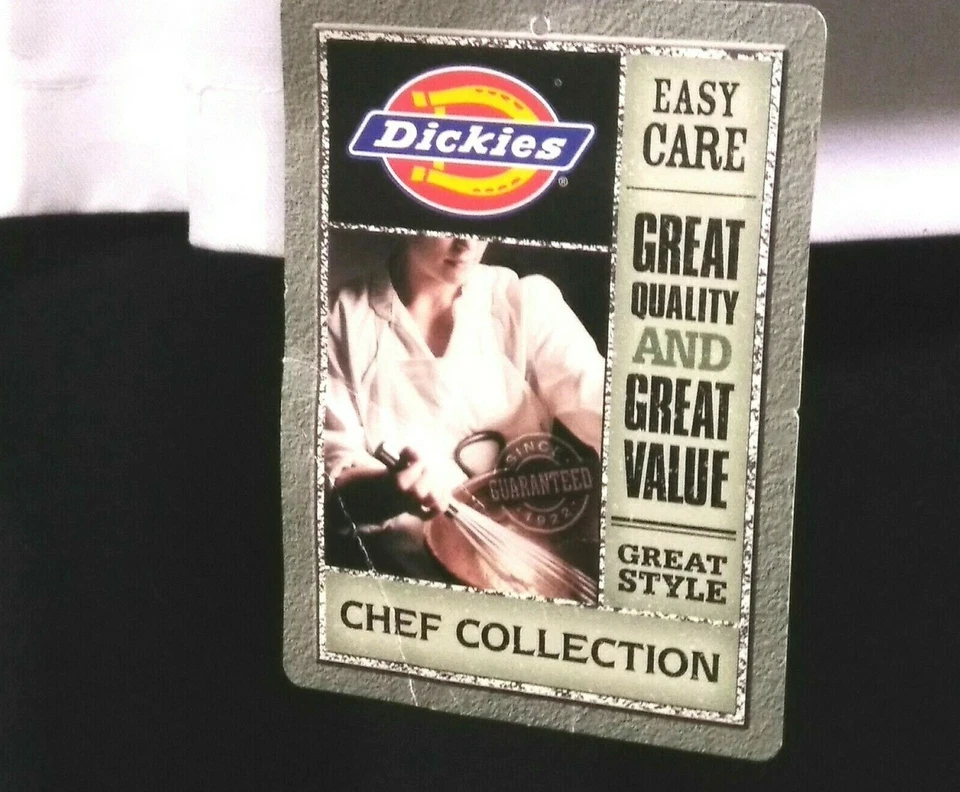 Dickies
®
EASY
CARE
GREAT
QUALITY
AND
GREAT
VALUE
GREAT
STYLE
SINCE
GUARANTEED
1922
CHEF COLLECTION